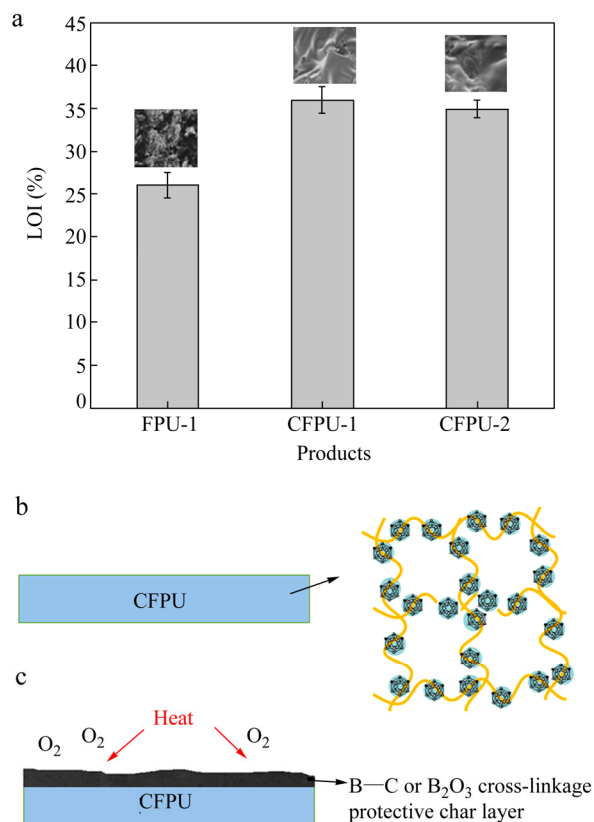 a
45
40
35
30
25
20
15
10
5
0
LOI (%)
FPU-1 CFPU-1 CFPU-2
Products
b
CFPU
c
Heat
O₂ O₂ O₂
CFPU
B—C or B₂O₃ cross-linkage
protective char layer